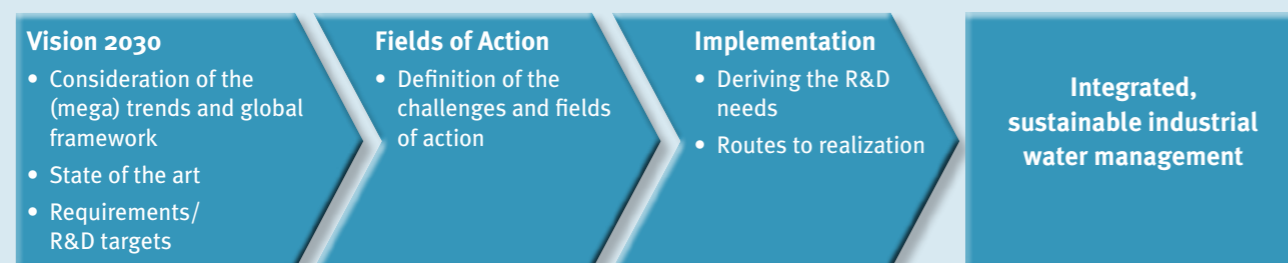 Vision 2030
• Consideration of the
(mega) trends and global
framework
• State of the art
• Requirements/
R&D targets
Fields of Action
• Definition of the
challenges and fields
of action
Implementation
• Deriving the R&D
needs
• Routes to realization
Integrated,
sustainable industrial
water management